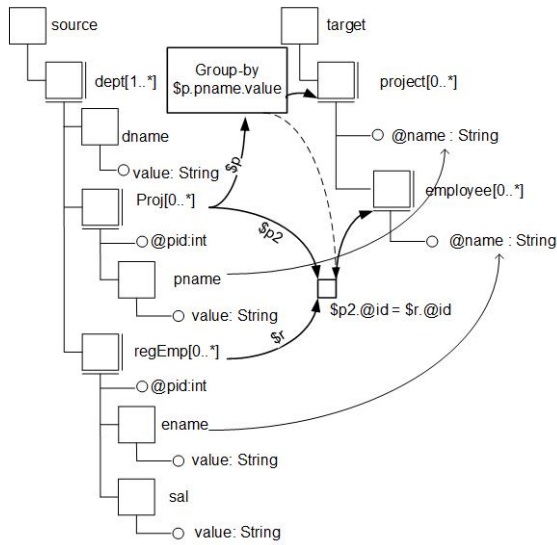 source
target
Group-by
$p.pname.value
dept[1..*]
project[0..*]
dname
@name : String
value: String
$p
Proj[0..*]
employee[0..*]
$p2
@pid:int
@name : String
pname
$p2.@id = $r.@id
value: String
$r
regEmp[0..*]
@pid:int
ename
value: String
sal
value: String